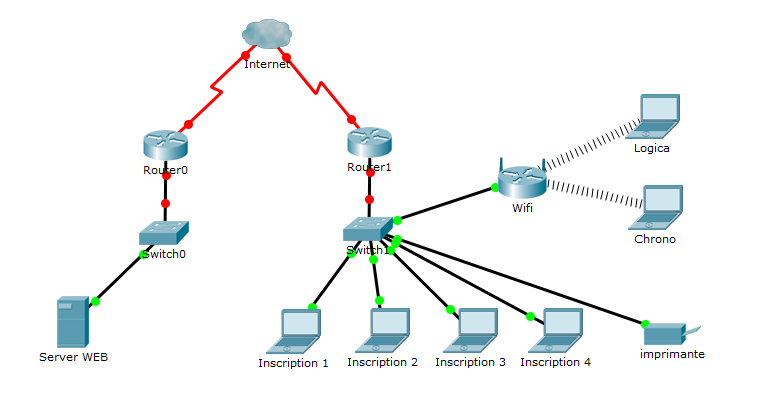 Internet
Router0
Router1
Logica
Wifi
Chrono
Switch0
Switch1
Server WEB
Inscription 1
Inscription 2
Inscription 3
Inscription 4
imprimante